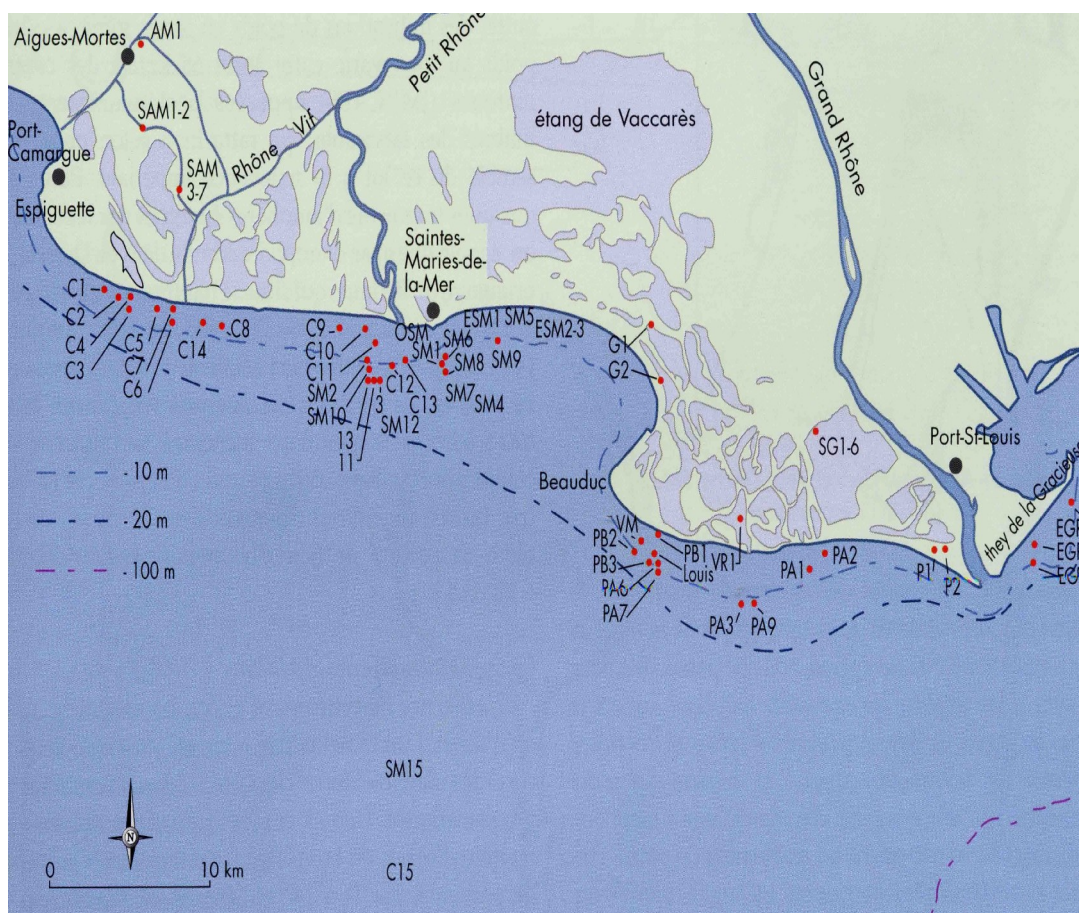 AM1
Aigues-Mortes
Petit Rhône
Grand Rhône
SAM1-2
étang de Vaccarès
Port-
Camargue
Rhône Vif
SAM
3-7
Espiguette
Saintes-
Maries-de-
la-Mer
C1
C2
C4
C3
C5
C7
C6
C14
C8
C9
C10
C11
SM2
SM10
13
11
3
SM12
C12
C13
OSM
SM1
SM6
SM8
SM7
SM4
ESM1
SM5
SM9
ESM2-3
G1
G2
SG1-6
Port-St-Louis
they de la Gracieuse
Beauduc
- 10 m
- 20 m
- 100 m
VM
PB2
PB3
PA6
PA7
PB1
Louis
VR1
PA1
PA2
PA3
PA9
P1
P2
SM15
C15
N
0 10 km